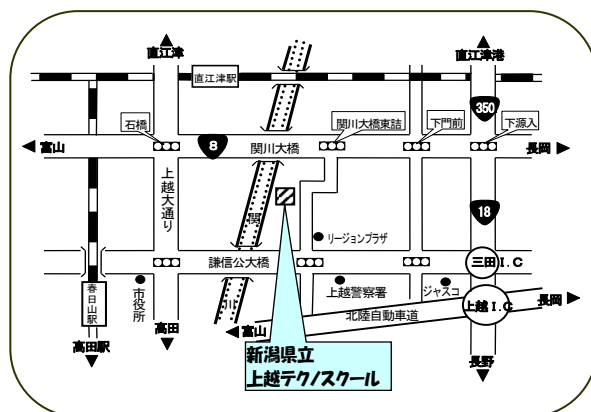 直江津
直江津港
直江津駅
350
石橋
関川大橋東詰
下門前
下源入
富山
8
関川大橋
長岡
上越大通り
関
18
リージョンプラザ
謙信公大橋
三田I.C
春日山駅
市役所
川
上越警察署
ジャスコ
上越I.C
長岡
北陸自動車道
富山
高田駅
高田
長野
新潟県立
上越テクノスクール